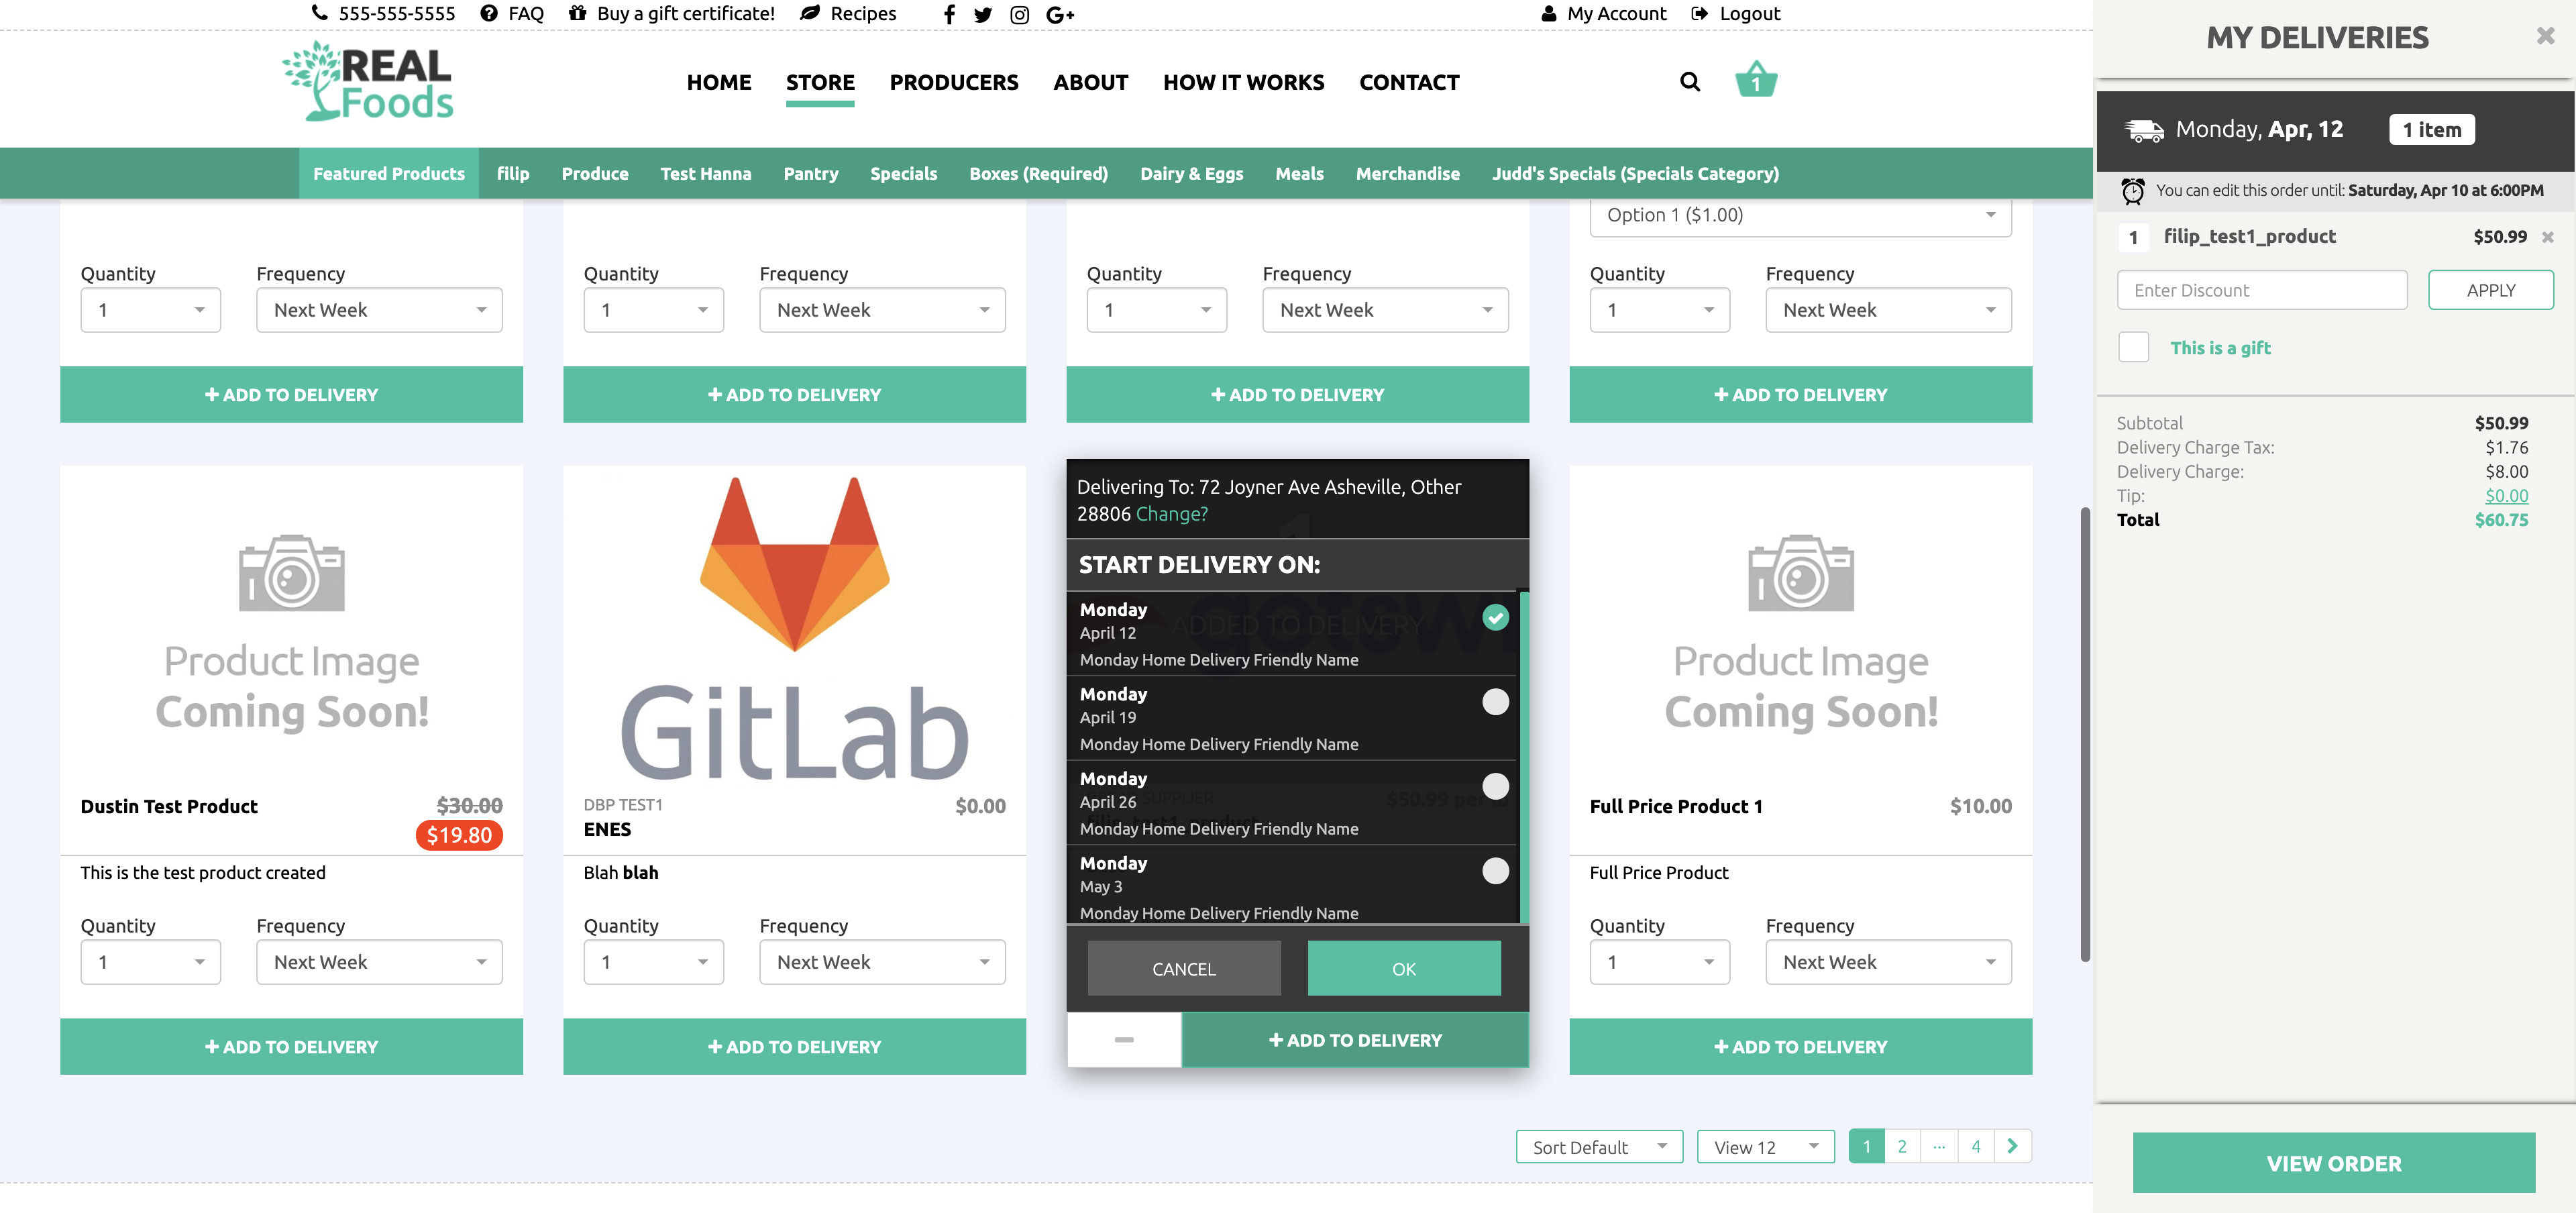 555-555-5555 FAQ Buy a gift certificate! Recipes My Account Logout
REAL
Foods
HOME STORE PRODUCERS ABOUT HOW IT WORKS CONTACT 1
Featured Products filip Produce Test Hanna Pantry Specials Boxes (Required) Dairy & Eggs Meals Merchandise Judd's Specials (Specials Category)
Option 1 ($1.00)
Quantity Frequency Quantity Frequency Quantity Frequency Quantity Frequency
1 Next Week 1 Next Week 1 Next Week 1 Next Week
+ ADD TO DELIVERY + ADD TO DELIVERY + ADD TO DELIVERY + ADD TO DELIVERY
Product Image
Coming Soon!
Dustin Test Product $30.00
$19.80
This is the test product created
Quantity Frequency
1 Next Week
+ ADD TO DELIVERY
GitLab
DBP TEST1 $0.00
ENES
Blah blah
Quantity Frequency
1 Next Week
+ ADD TO DELIVERY
Delivering To: 72 Joyner Ave Asheville, Other
28806 Change?
START DELIVERY ON:
Monday
April 12
ADDED TO DELIVERY
Monday Home Delivery Friendly Name
Monday
April 19
Monday Home Delivery Friendly Name
Monday
April 26
Monday Home Delivery Friendly Name
Monday
May 3
Monday Home Delivery Friendly Name
CANCEL OK
+ ADD TO DELIVERY
Product Image
Coming Soon!
Full Price Product 1 $10.00
Full Price Product
Quantity Frequency
1 Next Week
+ ADD TO DELIVERY
Sort Default View 12 1 2 ... 4
MY DELIVERIES
Monday, Apr, 12 1 item
You can edit this order until: Saturday, Apr 10 at 6:00PM
1 filip_test1_product $50.99
Enter Discount APPLY
This is a gift
Subtotal $50.99
Delivery Charge Tax: $1.76
Delivery Charge: $8.00
Tip: $0.00
Total $60.75
VIEW ORDER